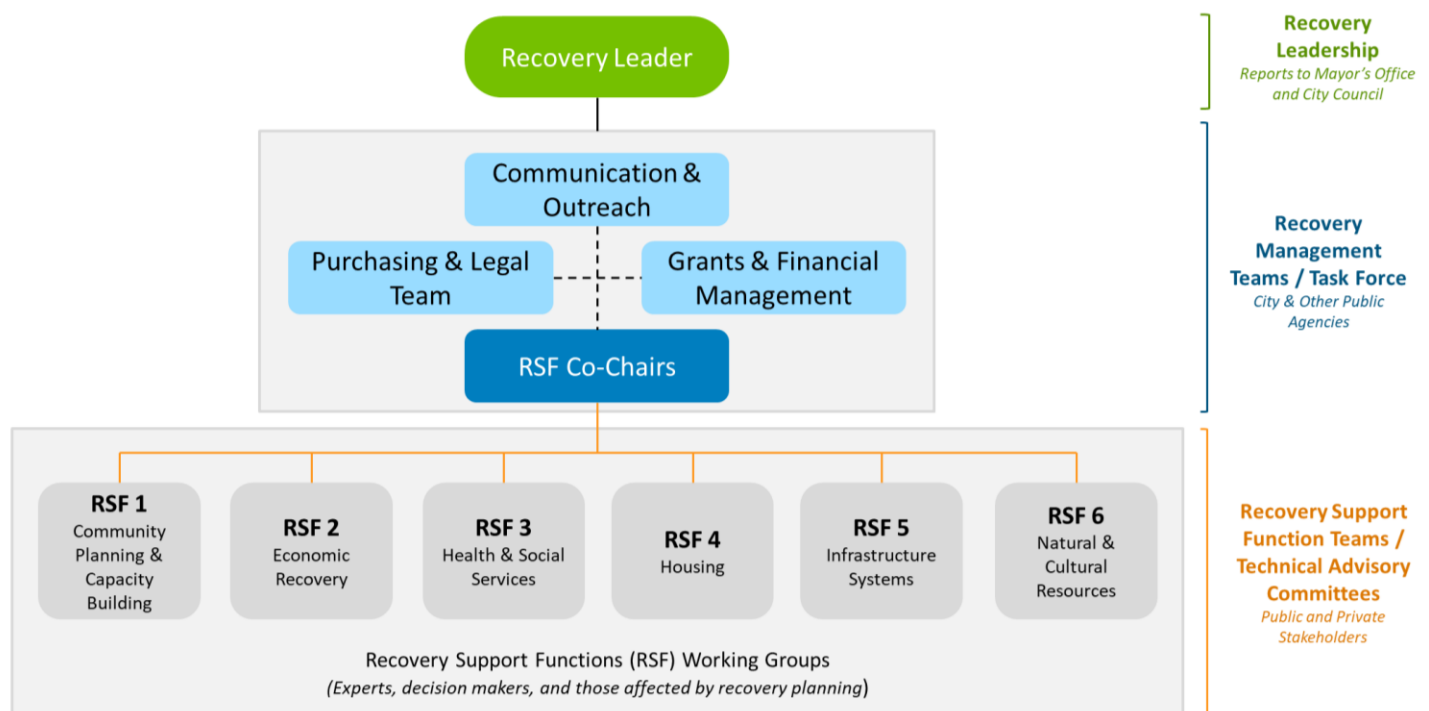 Recovery Leader
Recovery
Leadership
Reports to Mayor's Office
and City Council
Communication &
Outreach
Purchasing & Legal
Team
Grants & Financial
Management
RSF Co-Chairs
Recovery
Management
Teams / Task Force
City & Other Public
Agencies
RSF 1
Community
Planning &
Capacity
Building
RSF 2
Economic
Recovery
RSF 3
Health & Social
Services
RSF 4
Housing
RSF 5
Infrastructure
Systems
RSF 6
Natural &
Cultural
Resources
Recovery Support
Function Teams /
Technical Advisory
Committees
Public and Private
Stakeholders
Recovery Support Functions (RSF) Working Groups
(Experts, decision makers, and those affected by recovery planning)